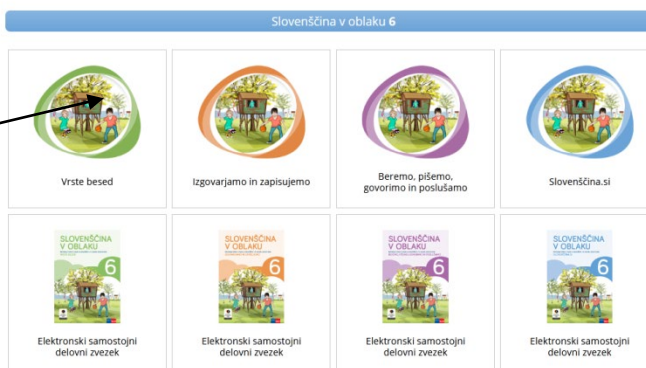 Slovenščina v oblaku 6
Vrste besed
Izgovarjamo in zapisujemo
Beremo, pišemo,
govorimo in poslušamo
Slovenščina.si
SLOVENŠČINA
V OBLAKU
6
SLOVENŠČINA
V OBLAKU
6
SLOVENŠČINA
V OBLAKU
6
SLOVENŠČINA
V OBLAKU
6
Elektronski samostojni
delovni zvezek
Elektronski samostojni
delovni zvezek
Elektronski samostojni
delovni zvezek
Elektronski samostojni
delovni zvezek